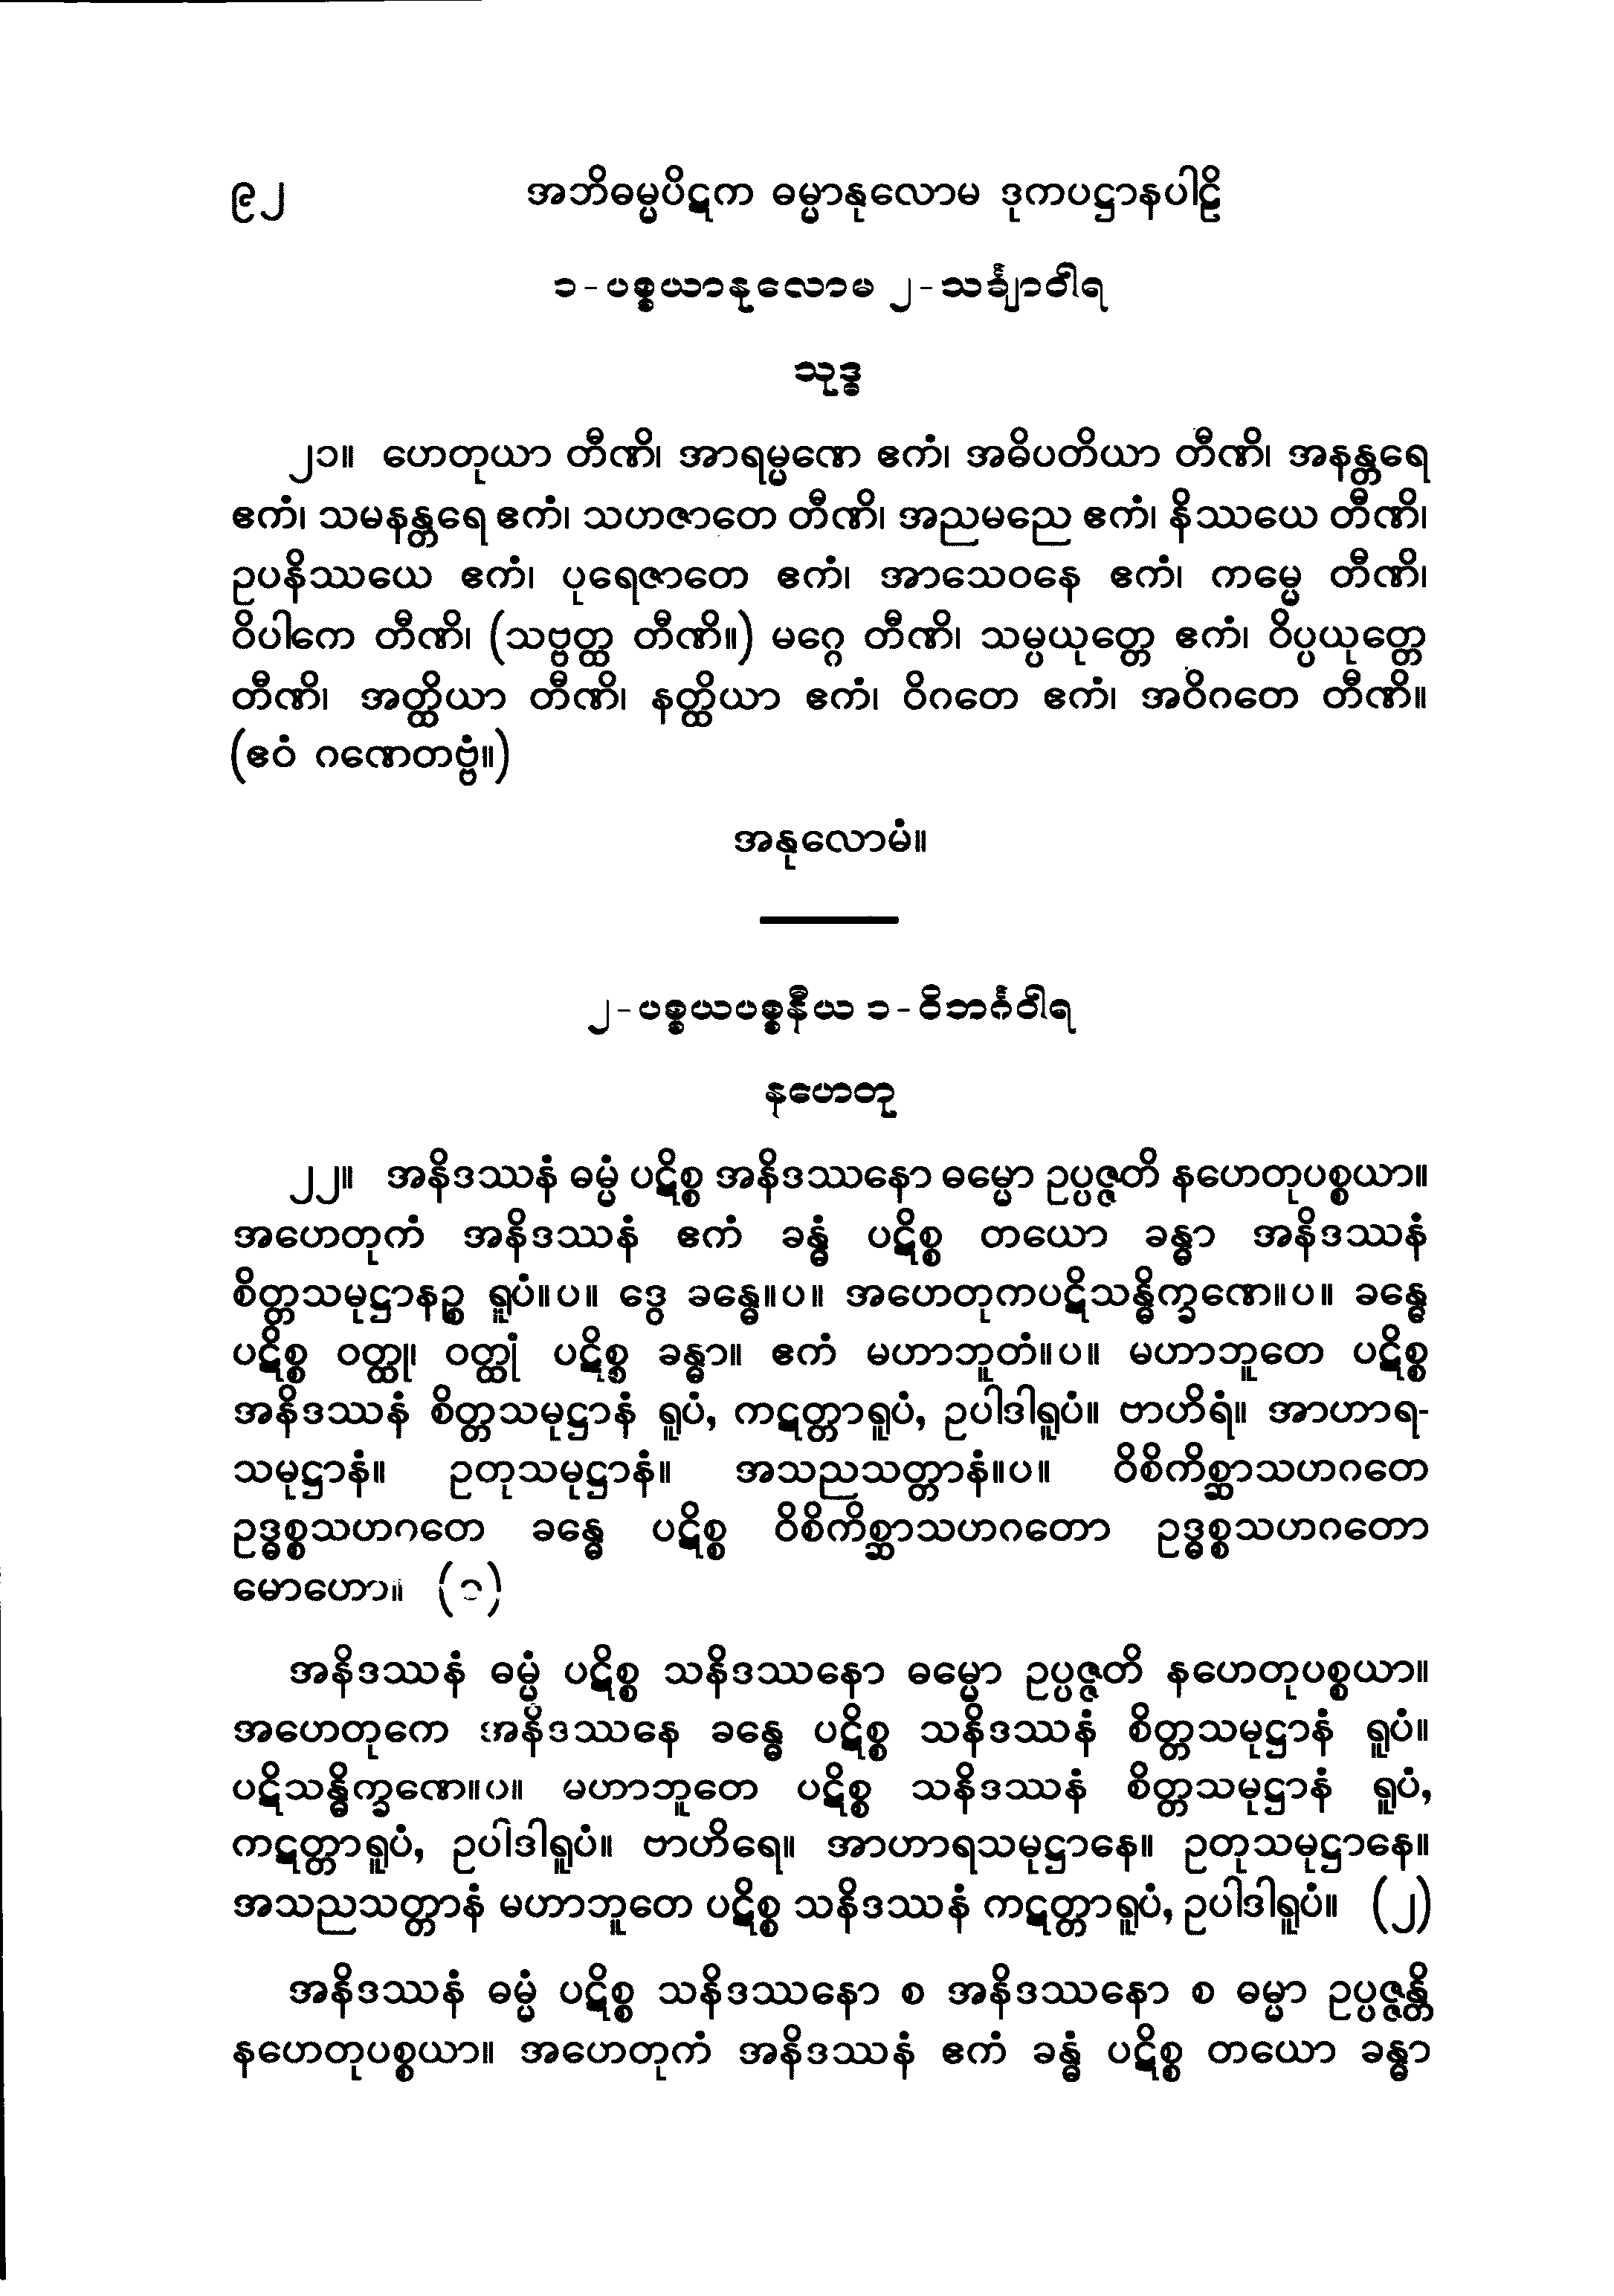 ၉၂ အဘိဓမ္မပိဋက ဓမ္မာနုလောမ ဒုကပဋ္ဌာနပါဠိ
၁-ပစ္စယာနုလောမ ၂-သင်္ချာဝါရ
သုဒ္ဓ
၂၁။ ဟေတုယာ တီဏိ၊ အာရမ္မဏေ ဧကံ၊ အဓိပတိယာ တီဏိ၊ အနန္တရေ
ဧကံ၊ သမနန္တရေ ဧကံ၊ သဟဇာတေ တီဏိ၊ အညမညေ ဧကံ၊ နိဿယေ တီဏိ၊
ဥပနိဿယေ ဧကံ၊ ပုရေဇာတေ ဧကံ၊ အာသေဝနေ ဧကံ၊ ကမ္မေ တီဏိ၊
ဝိပါကေ တီဏိ၊ (သဗ္ဗတ္ထ တီဏိ။) မဂ္ဂေ တီဏိ၊ သမ္ပယုတ္တေ ဧကံ၊ ဝိပ္ပယုတ္တေ
တီဏိ၊ အတ္ထိယာ တီဏိ၊ နတ္ထိယာ ဧကံ၊ ဝိဂတေ ဧကံ၊ အဝိဂတေ တီဏိ။
(ဧဝံ ဂဏေတဗ္ဗံ။)
အနုလောမံ။
၂-ပစ္စယပစ္စနီယ ၁-ဝိဘင်္ဂဝါရ
နဟေတု
၂၂။ အနိဒဿနံ ဓမ္မံ ပဋိစ္စ အနိဒဿနော ဓမ္မော ဥပ္ပဇ္ဇတိ နဟေတုပစ္စယာ။
အဟေတုကံ အနိဒဿနံ ဧကံ ခန္ဓံ ပဋိစ္စ တယော ခန္ဓာ အနိဒဿနံ
စိတ္တသမုဋ္ဌာနဉ္စ ရူပံ။ပ။ ဒွေ ခန္ဓေ။ပ။ အဟေတုကပဋိသန္ဓိက္ခဏေ။ပ။ ခန္ဓေ
ပဋိစ္စ ဝတ္ထု၊ ဝတ္ထုံ ပဋိစ္စ ခန္ဓာ။ ဧကံ မဟာဘူတံ။ပ။ မဟာဘူတေ ပဋိစ္စ
အနိဒဿနံ စိတ္တသမုဋ္ဌာနံ ရူပံ, ကဋတ္တာရူပံ, ဥပါဒါရူပံ။ ဗာဟိရံ။ အာဟာရ-
သမုဋ္ဌာနံ။ ဥတုသမုဋ္ဌာနံ။ အသညသတ္တာနံ။ပ။ ဝိစိကိစ္ဆာသဟဂတေ
ဥဒ္ဓစ္စသဟဂတေ ခန္ဓေ ပဋိစ္စ ဝိစိကိစ္ဆာသဟဂတော ဥဒ္ဓစ္စသဟဂတော
မောဟော။ (၁)
အနိဒဿနံ ဓမ္မံ ပဋိစ္စ သနိဒဿနော ဓမ္မော ဥပ္ပဇ္ဇတိ နဟေတုပစ္စယာ။
အဟေတုကေ အနိဒဿနေ ခန္ဓေ ပဋိစ္စ သနိဒဿနံ စိတ္တသမုဋ္ဌာနံ ရူပံ။
ပဋိသန္ဓိက္ခဏေ။ပ။ မဟာဘူတေ ပဋိစ္စ သနိဒဿနံ စိတ္တသမုဋ္ဌာနံ ရူပံ,
ကဋတ္တာရူပံ, ဥပါဒါရူပံ။ ဗာဟိရေ။ အာဟာရသမုဋ္ဌာနေ။ ဥတုသမုဋ္ဌာနေ။
အသညသတ္တာနံ မဟာဘူတေ ပဋိစ္စ သနိဒဿနံ ကဋတ္တာရူပံ, ဥပါဒါရူပံ။ (၂)
အနိဒဿနံ ဓမ္မံ ပဋိစ္စ သနိဒဿနော စ အနိဒဿနော စ ဓမ္မာ ဥပ္ပဇ္ဇန္တိ
နဟေတုပစ္စယာ။ အဟေတုကံ အနိဒဿနံ ဧကံ ခန္ဓံ ပဋိစ္စ တယော ခန္ဓာ